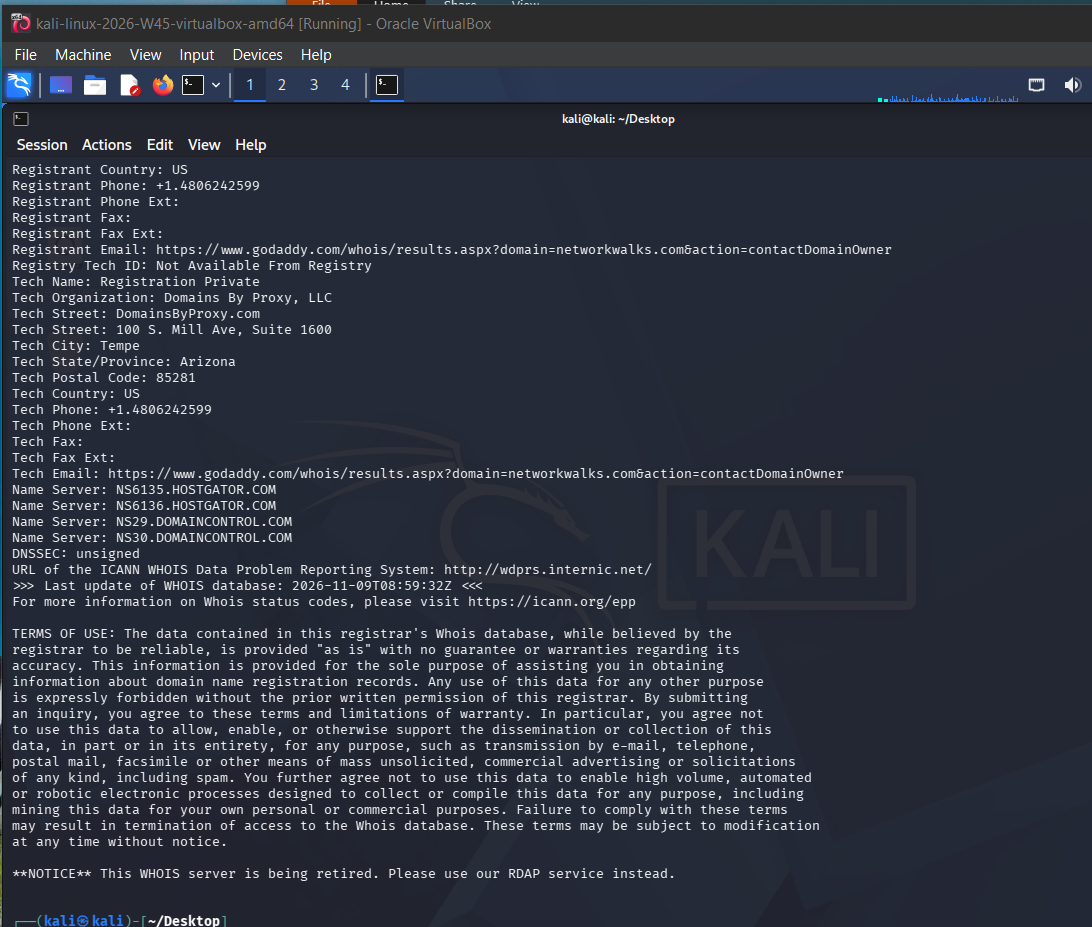 File Home Share View
kali-linux-2026-W45-virtualbox-amd64 [Running] - Oracle VirtualBox
File Machine View Input Devices Help
1 2 3 4
kali@kali: ~/Desktop
Session Actions Edit View Help
Registrant Country: US
Registrant Phone: +1.4806242599
Registrant Phone Ext:
Registrant Fax:
Registrant Fax Ext:
Registrant Email: https://www.godaddy.com/whois/results.aspx?domain=networkwalks.com&action=contactDomainOwner
Registry Tech ID: Not Available From Registry
Tech Name: Registration Private
Tech Organization: Domains By Proxy, LLC
Tech Street: DomainsByProxy.com
Tech Street: 100 S. Mill Ave, Suite 1600
Tech City: Tempe
Tech State/Province: Arizona
Tech Postal Code: 85281
Tech Country: US
Tech Phone: +1.4806242599
Tech Phone Ext:
Tech Fax:
Tech Fax Ext:
Tech Email: https://www.godaddy.com/whois/results.aspx?domain=networkwalks.com&action=contactDomainOwner
Name Server: NS6135.HOSTGATOR.COM
Name Server: NS6136.HOSTGATOR.COM
Name Server: NS29.DOMAINCONTROL.COM
Name Server: NS30.DOMAINCONTROL.COM
DNSSEC: unsigned
URL of the ICANN WHOIS Data Problem Reporting System: http://wdprs.internic.net/
>>> Last update of WHOIS database: 2026-11-09T08:59:32Z <<<
For more information on Whois status codes, please visit https://icann.org/epp
TERMS OF USE: The data contained in this registrar's Whois database, while believed by the
registrar to be reliable, is provided "as is" with no guarantee or warranties regarding its
accuracy. This information is provided for the sole purpose of assisting you in obtaining
information about domain name registration records. Any use of this data for any other purpose
is expressly forbidden without the prior written permission of this registrar. By submitting
an inquiry, you agree to these terms and limitations of warranty. In particular, you agree not
to use this data to allow, enable, or otherwise support the dissemination or collection of this
data, in part or in its entirety, for any purpose, such as transmission by e-mail, telephone,
postal mail, facsimile or other means of mass unsolicited, commercial advertising or solicitations
of any kind, including spam. You further agree not to use this data to enable high volume, automated
or robotic electronic processes designed to collect or compile this data for any purpose, including
mining this data for your own personal or commercial purposes. Failure to comply with these terms
may result in termination of access to the Whois database. These terms may be subject to modification
at any time without notice.
**NOTICE** This WHOIS server is being retired. Please use our RDAP service instead.
┌──(kali㉿kali)-[~/Desktop]
KALI